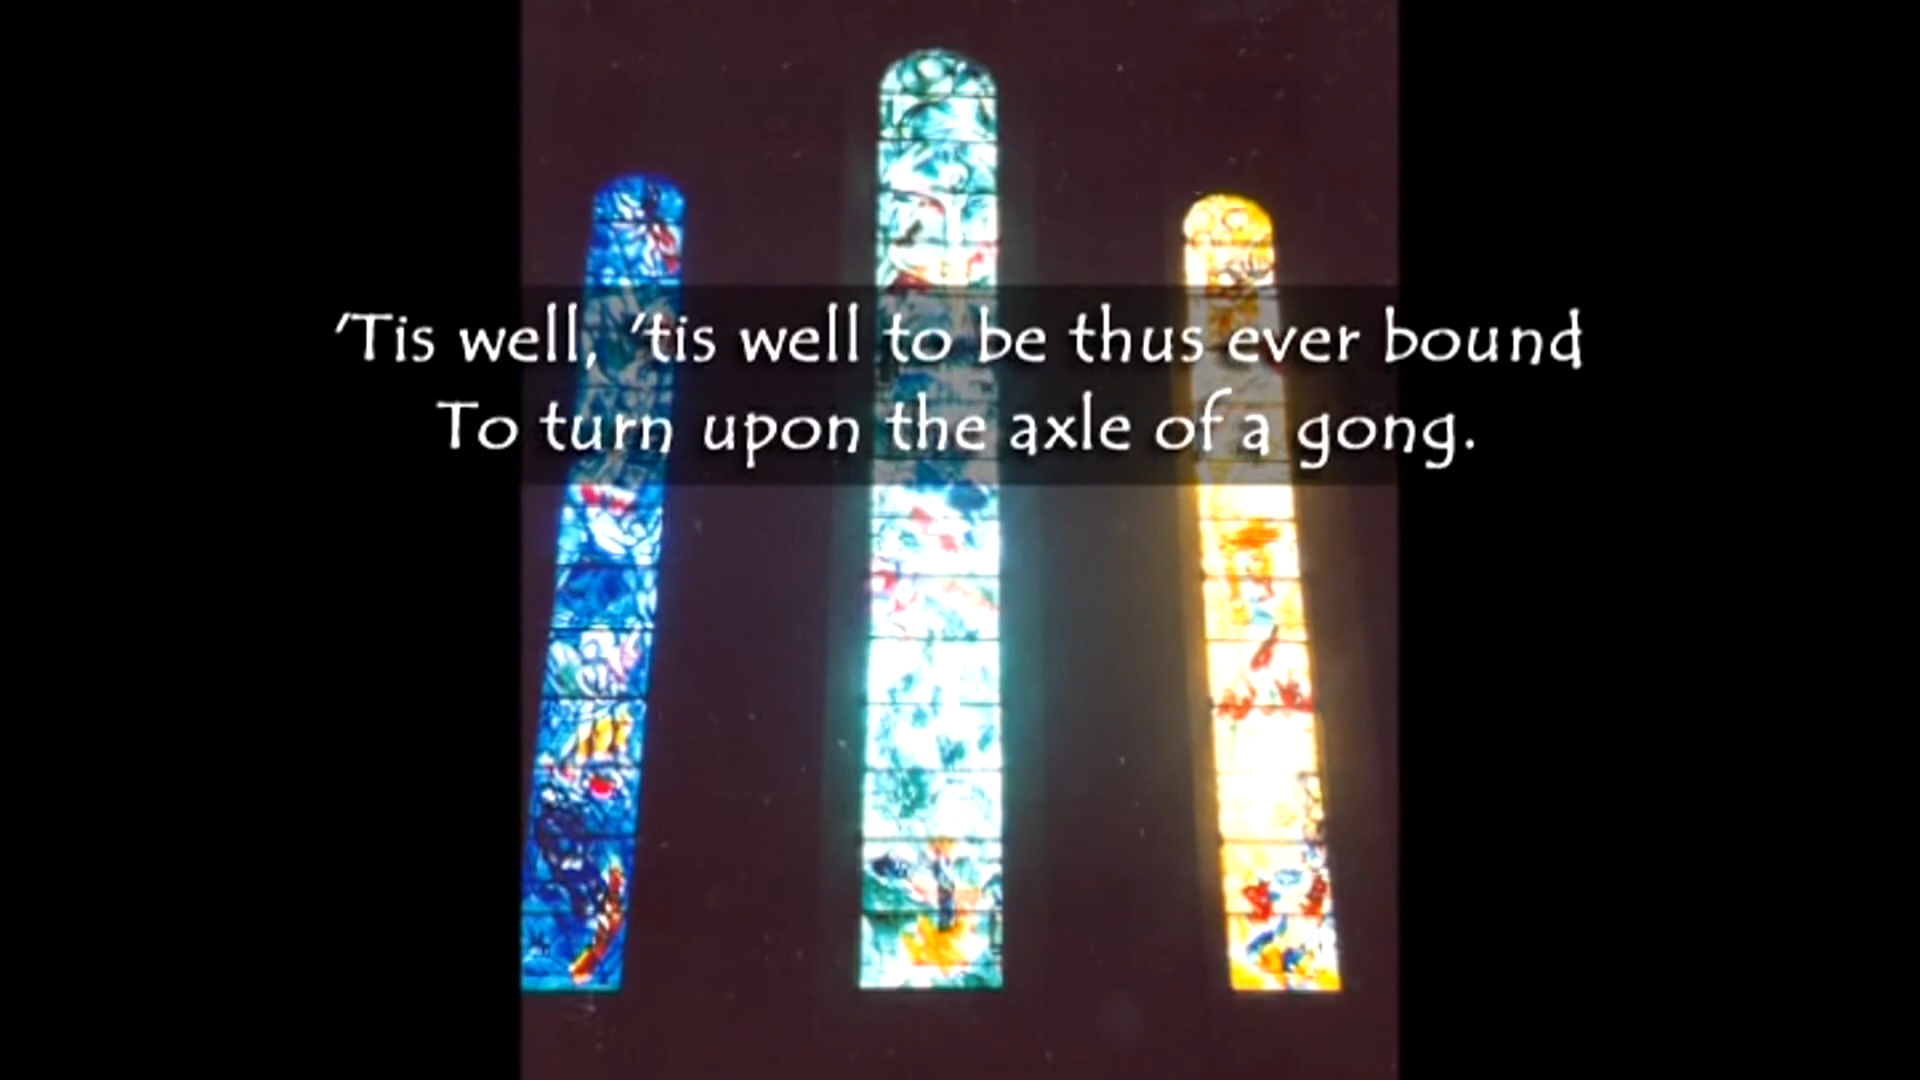 'Tis well, 'tis well to be thus ever bound
To turn upon the axle of a gong.